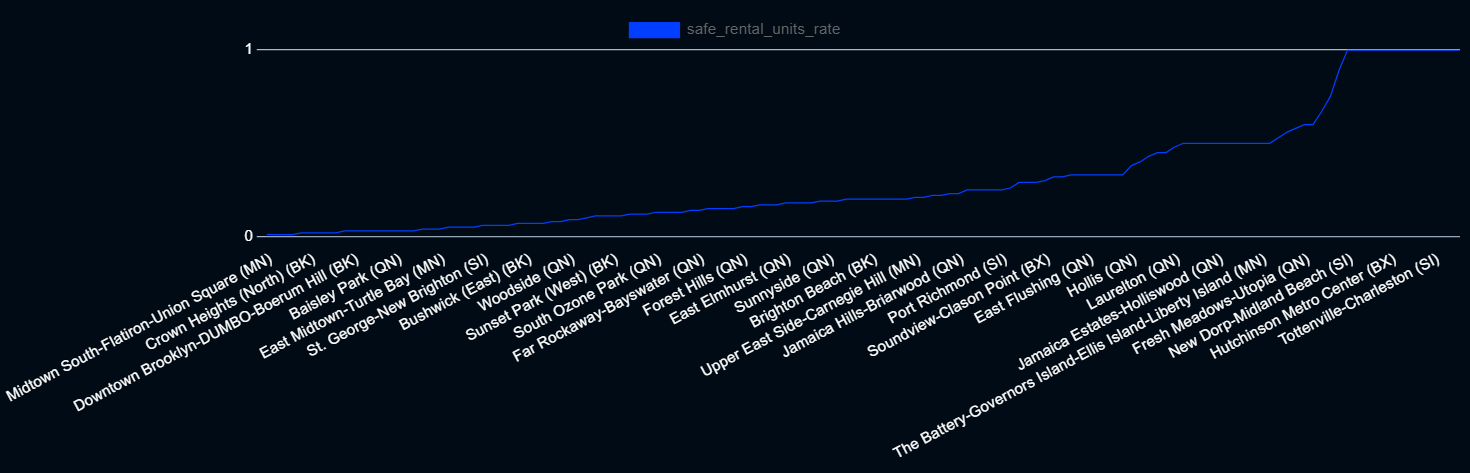 safe_rental_units_rate
1
0
Midtown South-Flatiron-Union Square (MN)
Crown Heights (North) (BK)
Downtown Brooklyn-DUMBO-Boerum Hill (BK)
Baisley Park (QN)
East Midtown-Turtle Bay (MN)
St. George-New Brighton (SI)
Bushwick (East) (BK)
Woodside (QN)
Sunset Park (West) (BK)
South Ozone Park (QN)
Far Rockaway-Bayswater (QN)
Forest Hills (QN)
East Elmhurst (QN)
Sunnyside (QN)
Brighton Beach (BK)
Upper East Side-Carnegie Hill (MN)
Jamaica Hills-Briarwood (QN)
Port Richmond (SI)
Soundview-Clason Point (BX)
East Flushing (QN)
Hollis (QN)
Laurelton (QN)
Jamaica Estates-Holliswood (QN)
The Battery-Governors Island-Ellis Island-Liberty Island (MN)
Fresh Meadows-Utopia (QN)
New Dorp-Midland Beach (SI)
Hutchinson Metro Center (BX)
Tottenville-Charleston (SI)